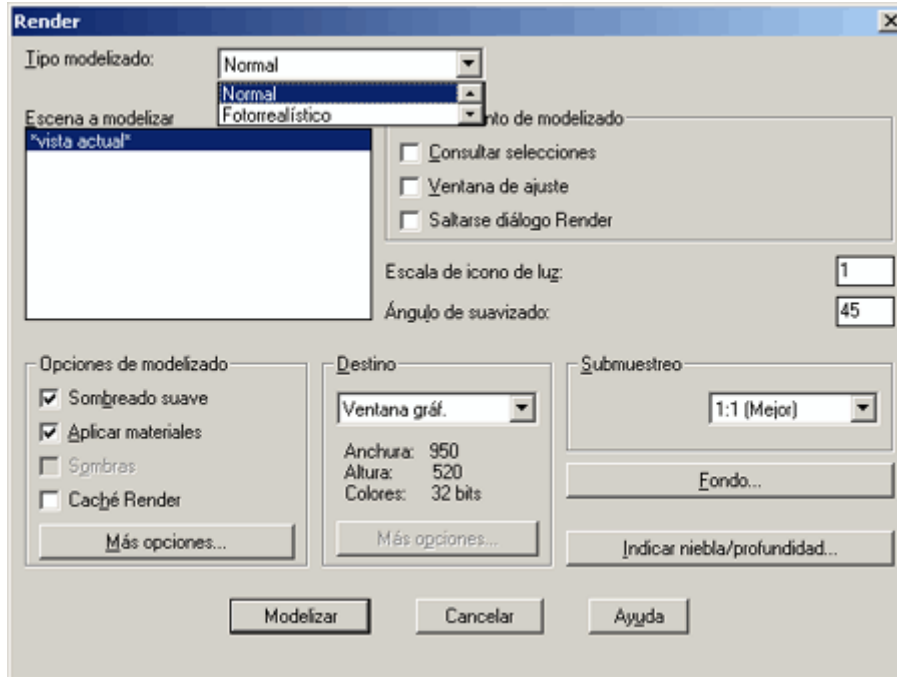 Render
Tipo modelizado:
Normal
Normal
Fotorrealístico
Escena a modelizar
*vista actual*
nto de modelizado
Consultar selecciones
Ventana de ajuste
Saltarse diálogo Render
Escala de icono de luz:
1
Ángulo de suavizado:
45
Opciones de modelizado
Sombreado suave
Aplicar materiales
Sombras
Caché Render
Más opciones...
Destino
Ventana gráf.
Anchura: 950
Altura: 520
Colores: 32 bits
Más opciones...
Submuestreo
1:1 (Mejor)
Fondo...
Indicar niebla/profundidad...
Modelizar
Cancelar
Ayuda